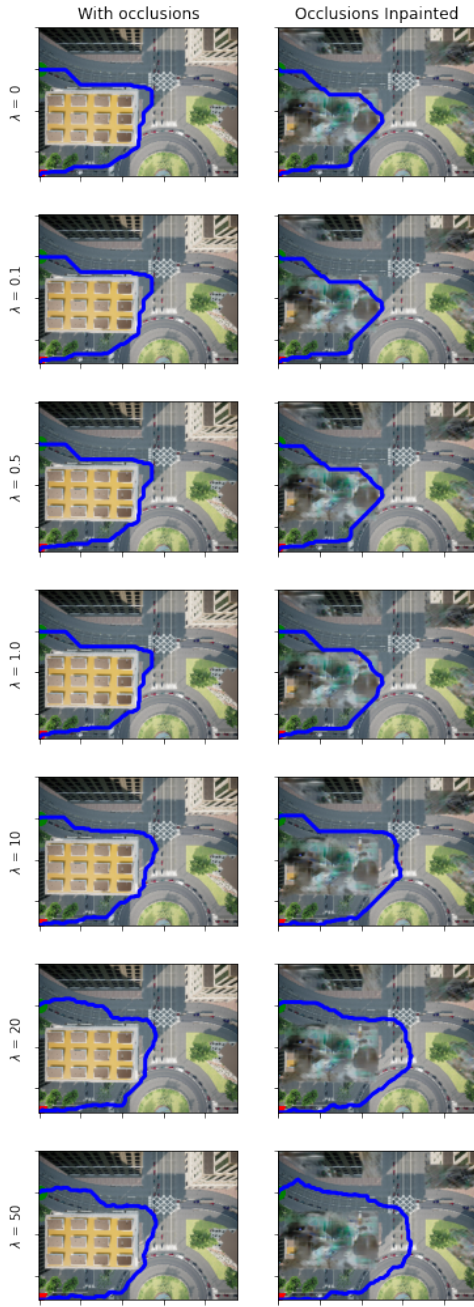 With occlusions
Occlusions Inpainted
λ = 0
λ = 0.1
λ = 0.5
λ = 1.0
λ = 10
λ = 20
λ = 50